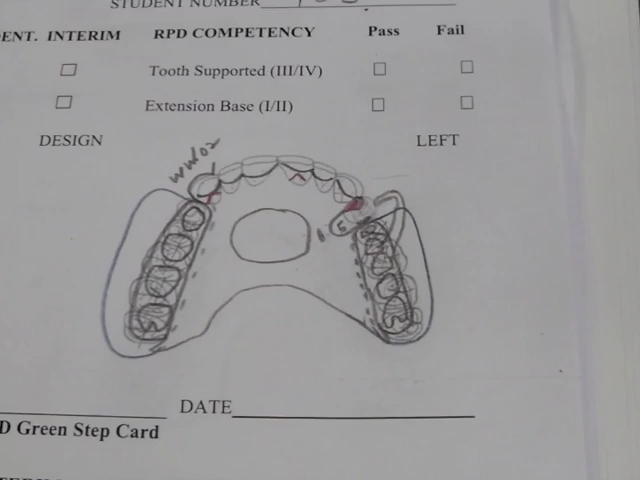 STUDENT NUMBER
ENT. INTERIM RPD COMPETENCY Pass Fail
Tooth Supported (III/IV)
Extension Base (I/II)
DESIGN LEFT
WW02
DATE
D Green Step Card